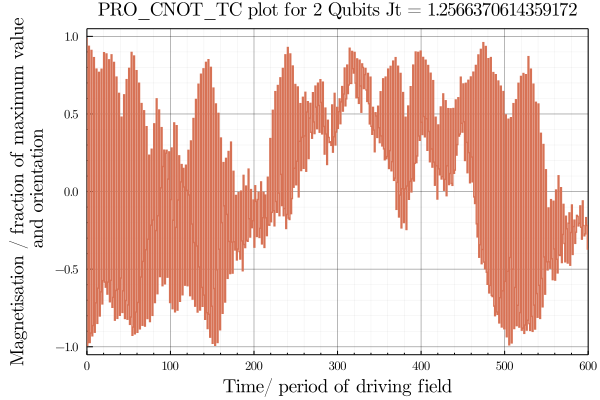 PRO_CNOT_TC plot for 2 Qubits Jt = 1.2566370614359172
Magnetisation / fraction of maximum value
and orientation
1.0
0.5
0.0
−0.5
−1.0
0 100 200 300 400 500 600
Time/ period of driving field